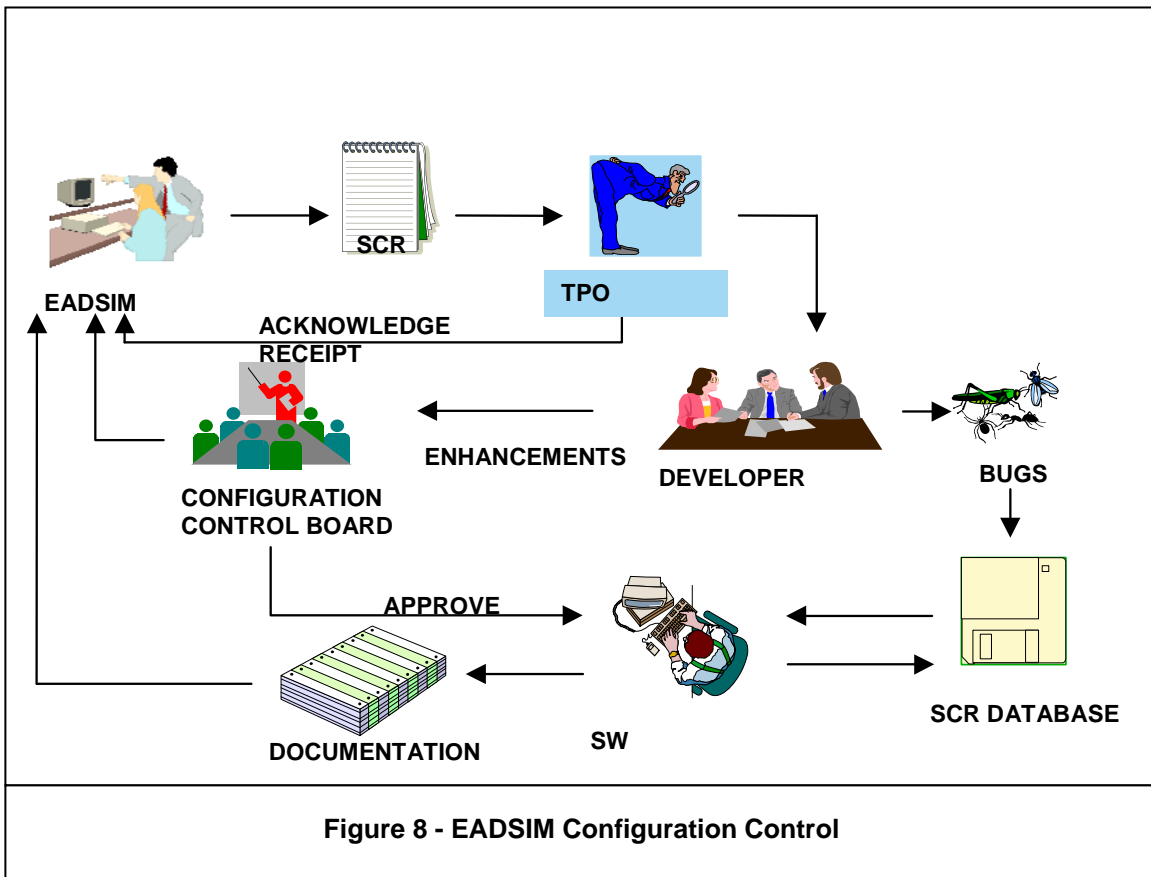 SCR
EADSIM
TPO
ACKNOWLEDGE
RECEIPT
ENHANCEMENTS
DEVELOPER
BUGS
CONFIGURATION
CONTROL BOARD
APPROVE
DOCUMENTATION
SW
SCR DATABASE
Figure 8 - EADSIM Configuration Control